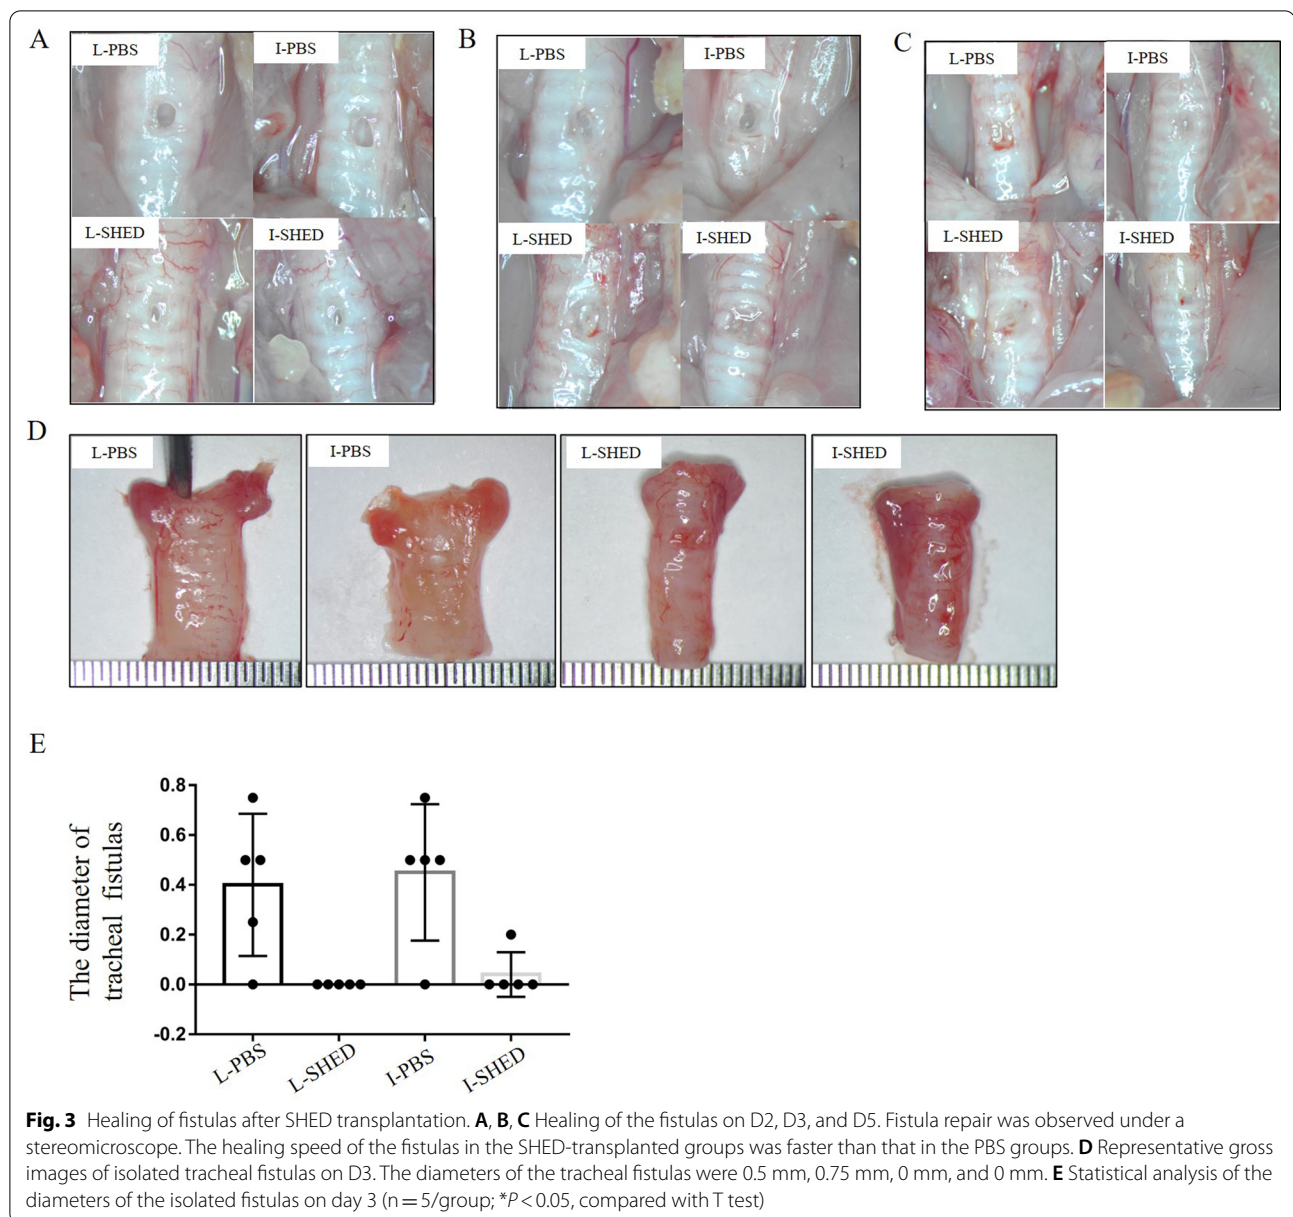 A
B
C
L-PBS
I-PBS
L-SHED
I-SHED
L-PBS
I-PBS
L-SHED
I-SHED
L-PBS
I-PBS
L-SHED
I-SHED
D
L-PBS
I-PBS
L-SHED
I-SHED
E
The diameter of
tracheal fistulas
0.8
0.6
0.4
0.2
0.0
-0.2
L-PBS
L-SHED
I-PBS
I-SHED
Fig. 3 Healing of fistulas after SHED transplantation. A, B, C Healing of the fistulas on D2, D3, and D5. Fistula repair was observed under a
stereomicroscope. The healing speed of the fistulas in the SHED-transplanted groups was faster than that in the PBS groups. D Representative gross
images of isolated tracheal fistulas on D3. The diameters of the tracheal fistulas were 0.5 mm, 0.75 mm, 0 mm, and 0 mm. E Statistical analysis of the
diameters of the isolated fistulas on day 3 (n = 5/group; *P < 0.05, compared with T test)